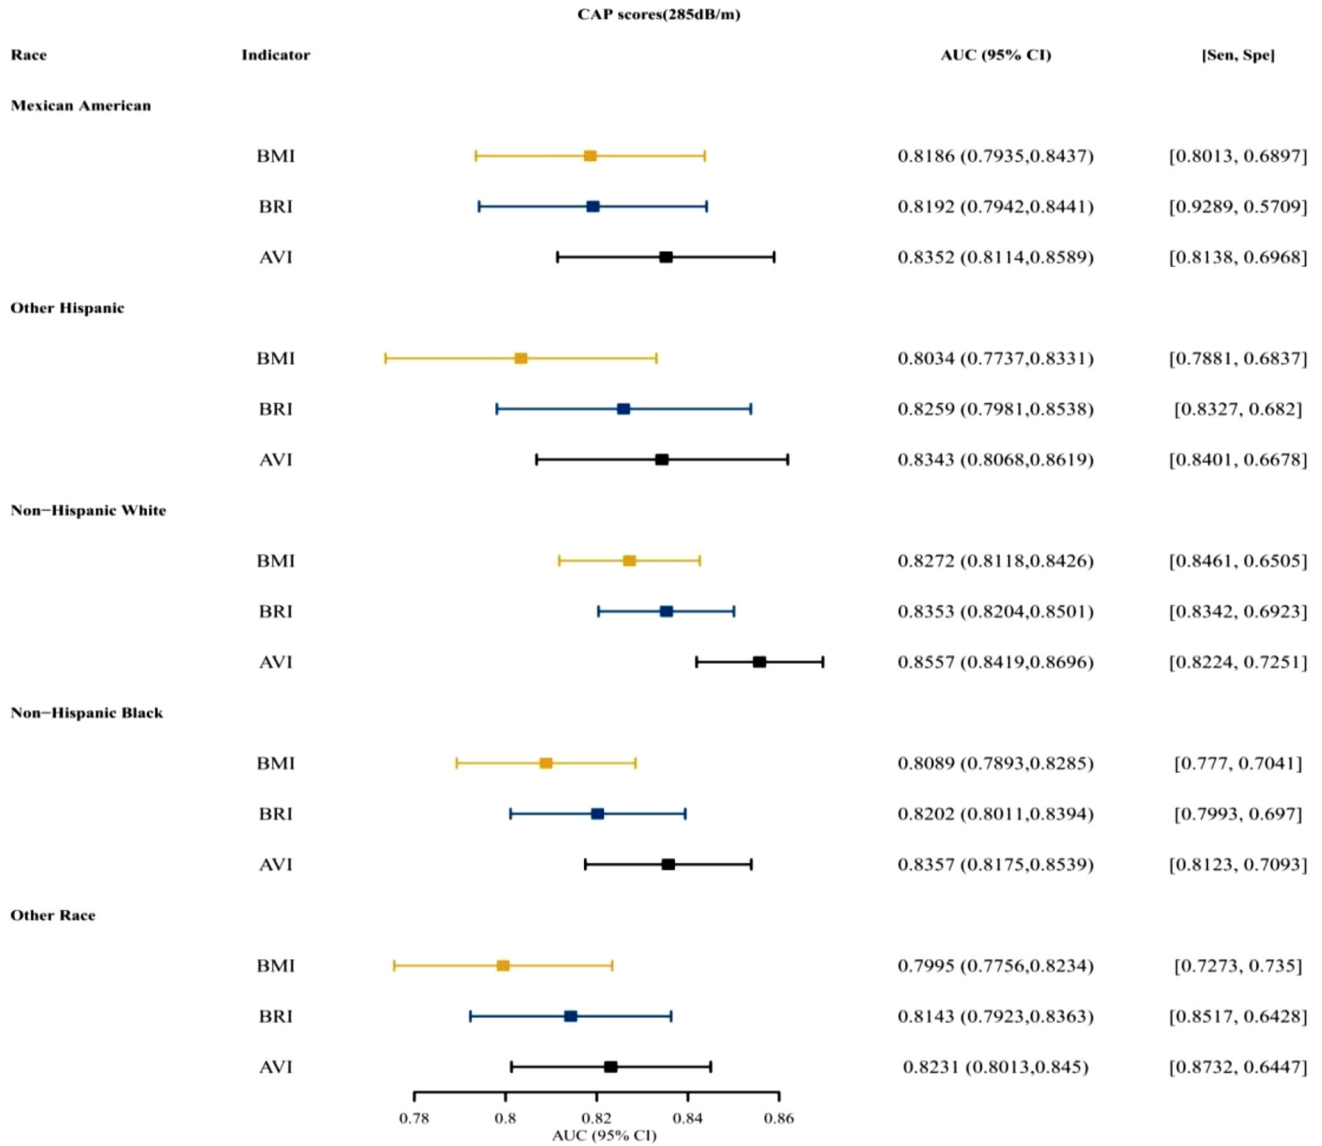 CAP scores(285dB/m)
Race Indicator AUC (95% CI) [Sen, Spe]
Mexican American
BMI 0.8186 (0.7935,0.8437) [0.8013, 0.6897]
BRI 0.8192 (0.7942,0.8441) [0.9289, 0.5709]
AVI 0.8352 (0.8114,0.8589) [0.8138, 0.6968]
Other Hispanic
BMI 0.8034 (0.7737,0.8331) [0.7881, 0.6837]
BRI 0.8259 (0.7981,0.8538) [0.8327, 0.682]
AVI 0.8343 (0.8068,0.8619) [0.8401, 0.6678]
Non−Hispanic White
BMI 0.8272 (0.8118,0.8426) [0.8461, 0.6505]
BRI 0.8353 (0.8204,0.8501) [0.8342, 0.6923]
AVI 0.8557 (0.8419,0.8696) [0.8224, 0.7251]
Non−Hispanic Black
BMI 0.8089 (0.7893,0.8285) [0.777, 0.7041]
BRI 0.8202 (0.8011,0.8394) [0.7993, 0.697]
AVI 0.8357 (0.8175,0.8539) [0.8123, 0.7093]
Other Race
BMI 0.7995 (0.7756,0.8234) [0.7273, 0.735]
BRI 0.8143 (0.7923,0.8363) [0.8517, 0.6428]
AVI 0.8231 (0.8013,0.845) [0.8732, 0.6447]
0.78 0.8 0.82 0.84 0.86
AUC (95% CI)